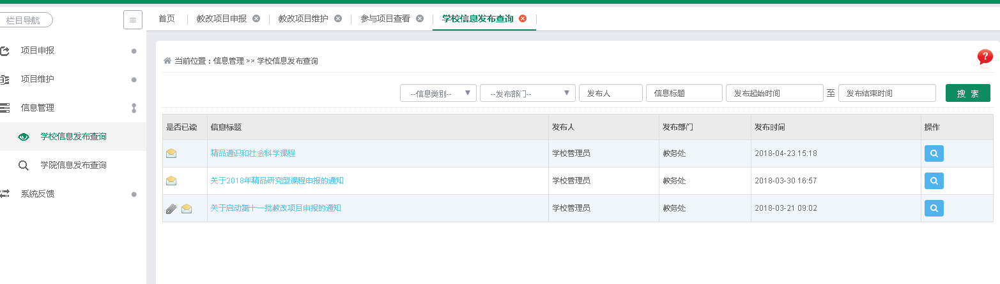 栏目导航
首页
教改项目申报
教改项目维护
参与项目查看
学校信息发布查询
项目申报
项目维护
信息管理
学校信息发布查询
学院信息发布查询
系统反馈
当前位置：信息管理 >> 学校信息发布查询
?
--信息类别-- --发布部门-- 发布人 信息标题 发布起始时间 至 发布结束时间 搜 索
是否已读 信息标题 发布人 发布部门 发布时间 操作
精品通识和社会科学课程 学校管理员 教务处 2018-04-23 15:18
关于2018年精品研究型课程申报的通知 学校管理员 教务处 2018-03-30 16:57
关于启动第十一批教改项目申报的通知 学校管理员 教务处 2018-03-21 09:02